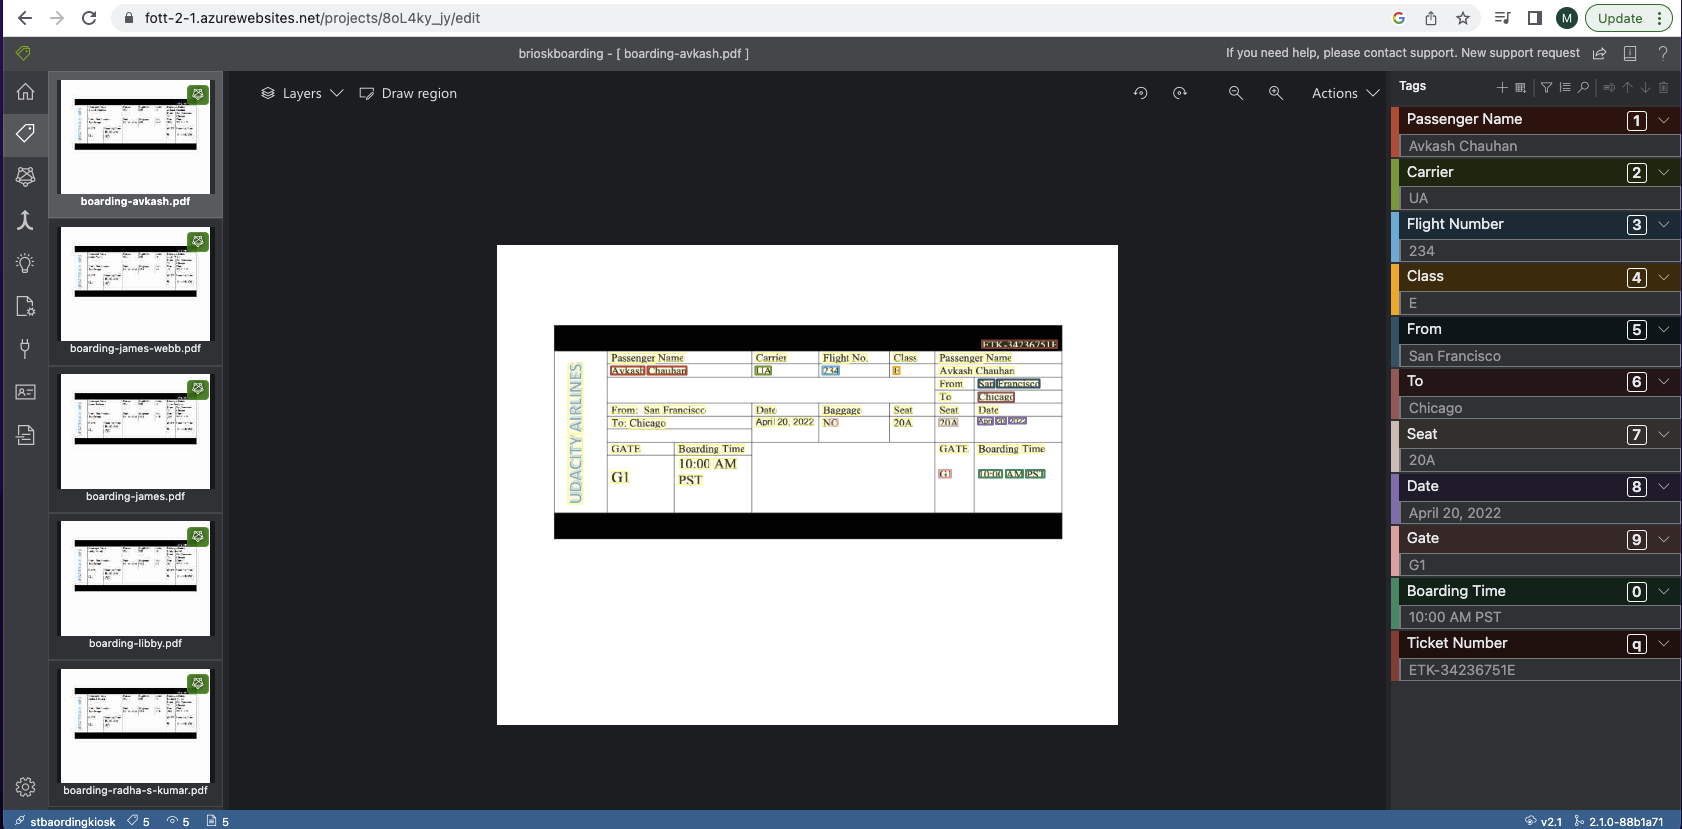 fott-2-1.azurewebsites.net/projects/8oL4ky_jy/edit
M
Update
brioskboarding - [ boarding-avkash.pdf ]
If you need help, please contact support. New support request
?
boarding-avkash.pdf
boarding-james-webb.pdf
boarding-james.pdf
boarding-libby.pdf
boarding-radha-s-kumar.pdf
Layers
Draw region
Actions
ETK-34236751E
UDACITY AIRLINES
Passenger Name Carrier Flight No. Class Passenger Name
Avkash Chauhan UA 234 E Avkash Chauhan
From San Francisco
To Chicago
From: San Francisco Date Baggage Seat Seat Date
To: Chicago April 20, 2022 NO 20A 20A April 20, 2022
GATE Boarding Time GATE Boarding Time
G1 10:00 AM PST G1 10:00 AM PST
Tags
Passenger Name 1
Avkash Chauhan
Carrier 2
UA
Flight Number 3
234
Class 4
E
From 5
San Francisco
To 6
Chicago
Seat 7
20A
Date 8
April 20, 2022
Gate 9
G1
Boarding Time 0
10:00 AM PST
Ticket Number q
ETK-34236751E
stbaordingkiosk 5 5 5
v2.1 2.1.0-88b1a71